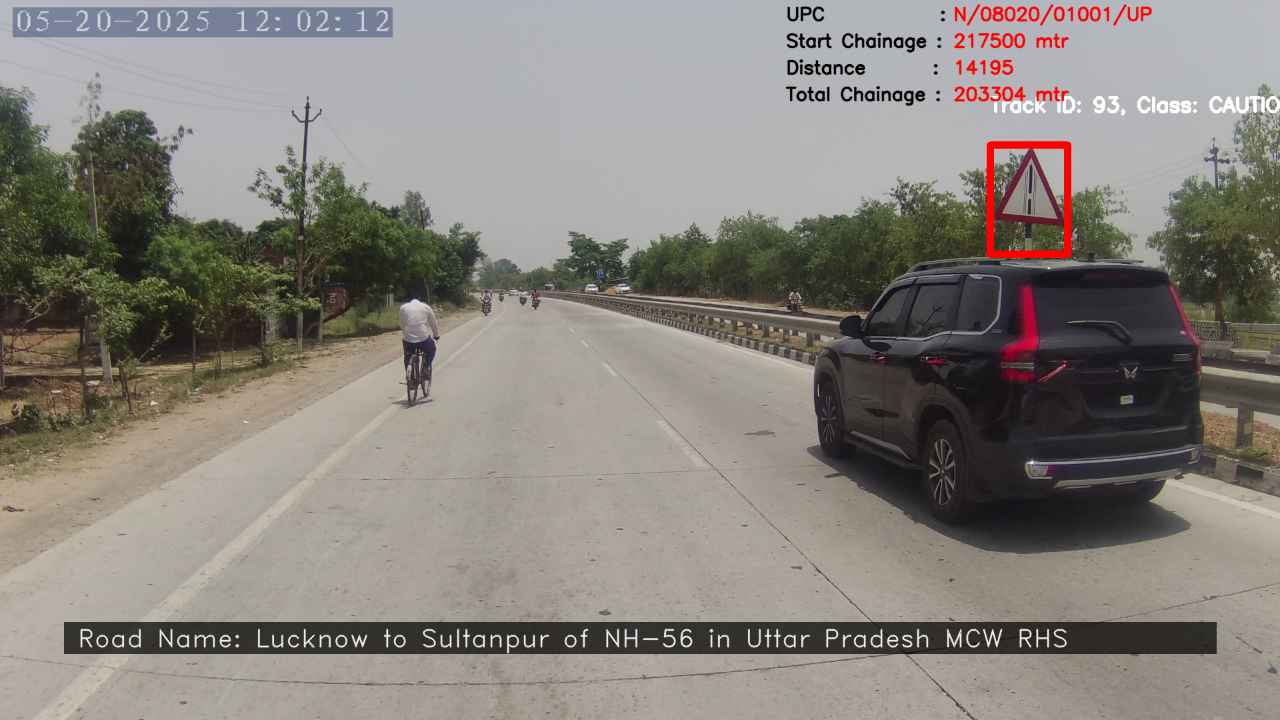 05-20-2025 12:02:12
UPC : N/08020/01001/UP
Start Chainage : 217500 mtr
Distance : 14195
Total Chainage : 203304 mtr
Track ID: 93, Class: CAUTIO
Road Name: Lucknow to Sultanpur of NH-56 in Uttar Pradesh MCW RHS